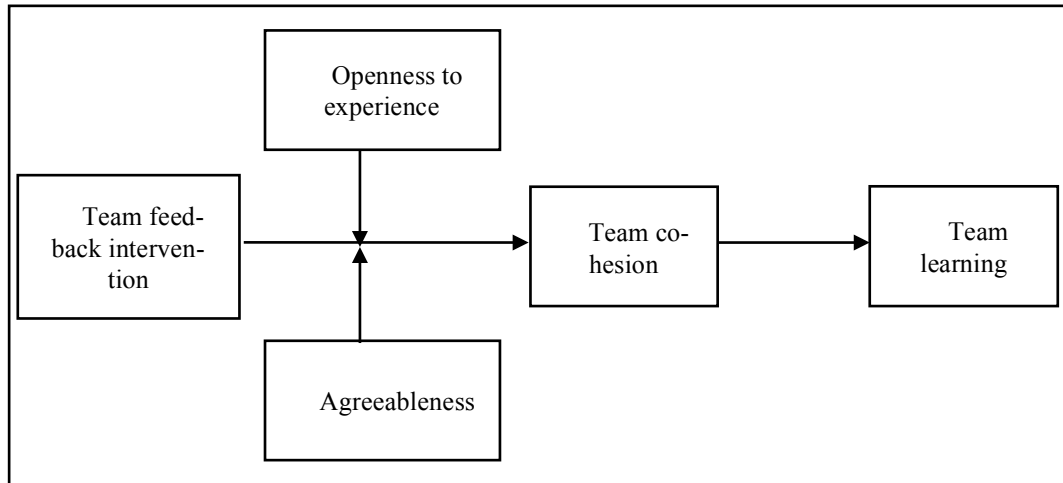 Openness to
experience
Team feed-
back interven-
tion
Team co-
hesion
Team
learning
Agreeableness